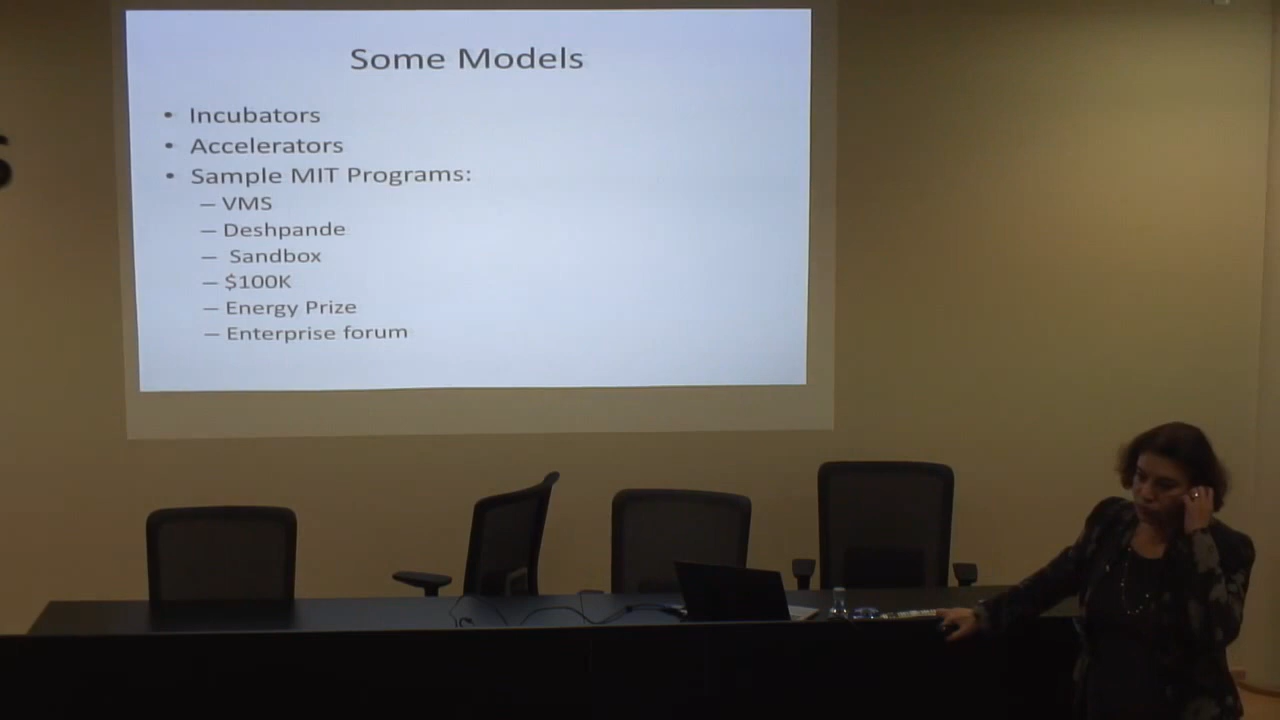 Some Models
• Incubators
• Accelerators
• Sample MIT Programs:
– VMS
– Deshpande
– Sandbox
– $100K
– Energy Prize
– Enterprise forum